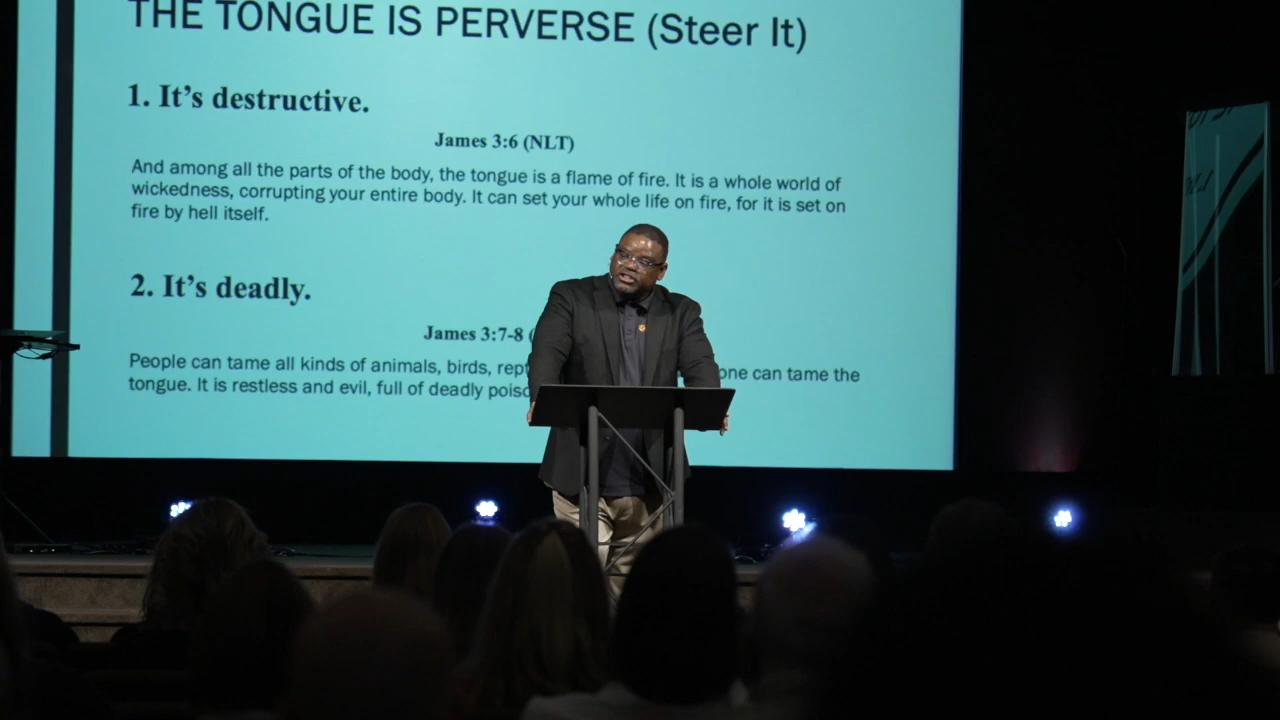 THE TONGUE IS PERVERSE (Steer It)
1. It's destructive.
James 3:6 (NLT)
And among all the parts of the body, the tongue is a flame of fire. It is a whole world of
wickedness, corrupting your entire body. It can set your whole life on fire, for it is set on
fire by hell itself.
2. It's deadly.
James 3:7-8 (
People can tame all kinds of animals, birds, rept one can tame the
tongue. It is restless and evil, full of deadly poiso